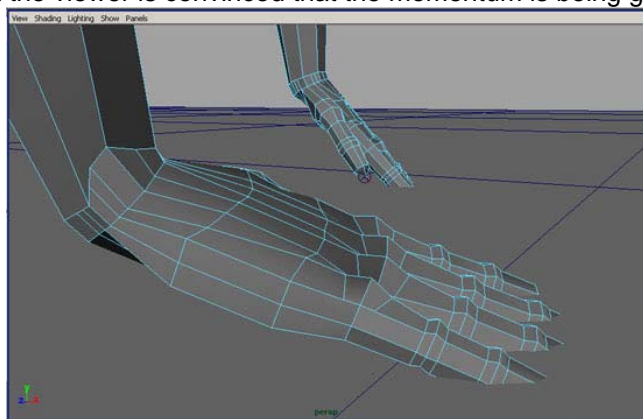 the viewer is convinced that the momentum is being g
View Shading Lighting Show Panels
y
z x
persp